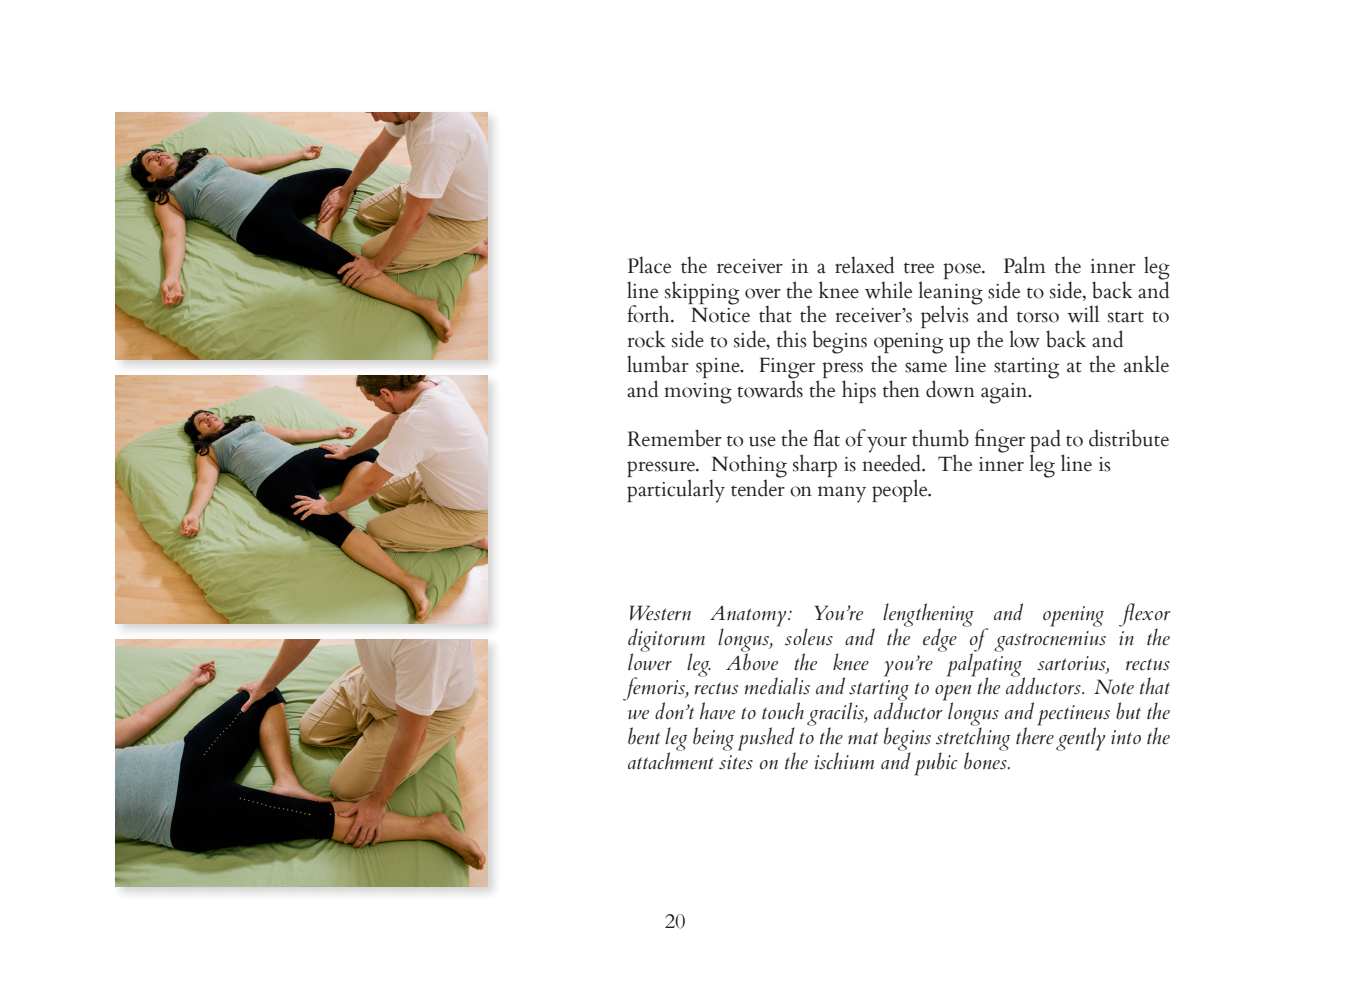 Place the receiver in a relaxed tree pose.  Palm the inner leg
line skipping over the knee while leaning side to side, back and
forth.  Notice that the receiver’s pelvis and torso will start to
rock side to side, this begins opening up the low back and
lumbar spine.  Finger press the same line starting at the ankle
and moving towards the hips then down again.
Remember to use the flat of your thumb finger pad to distribute
pressure.  Nothing sharp is needed.  The inner leg line is
particularly tender on many people.
Western Anatomy:  You’re lengthening and opening flexor
digitorum longus, soleus and the edge of gastrocnemius in the
lower leg. Above the knee you’re palpating sartorius, rectus
femoris, rectus medialis and starting to open the adductors.  Note that
we don’t have to touch gracilis, adductor longus and pectineus but the
bent leg being pushed to the mat begins stretching there gently into the
attachment sites on the ischium and pubic bones.
20